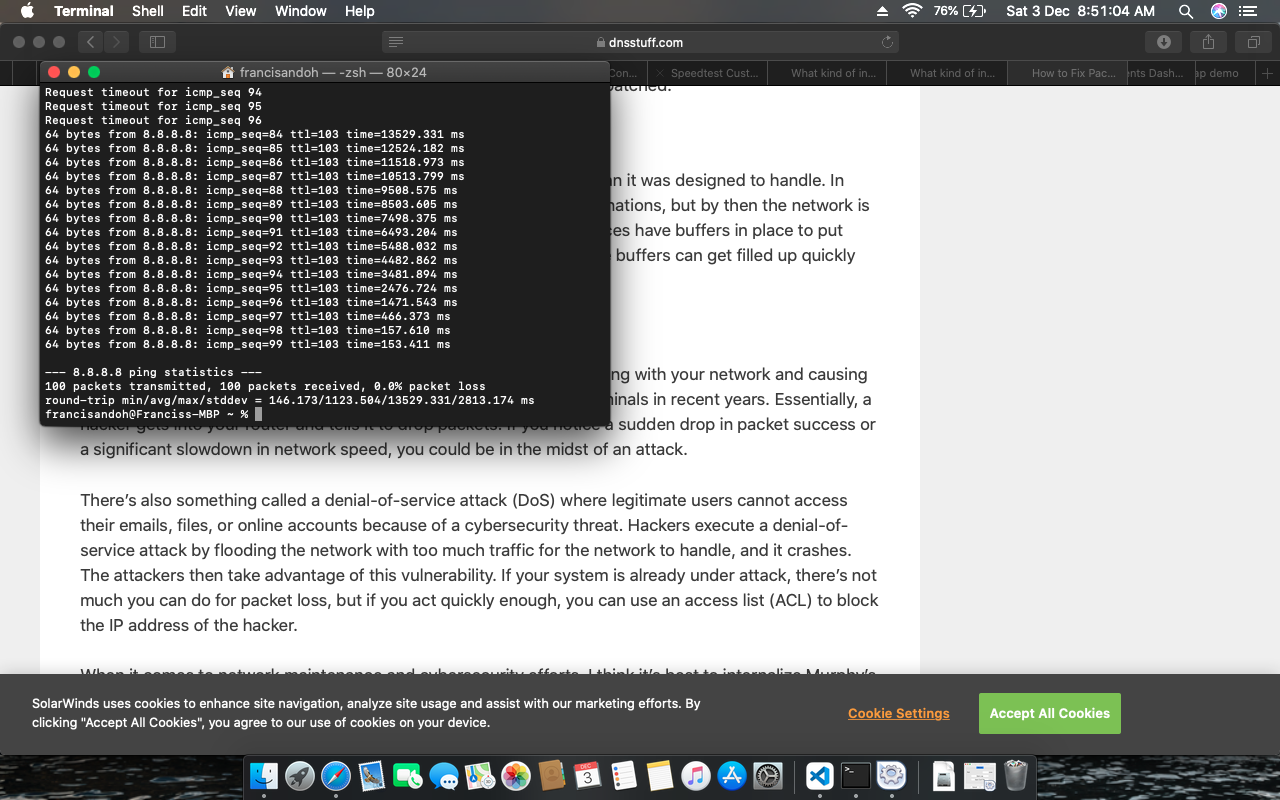 Terminal Shell Edit View Window Help 76% Sat 3 Dec 8:51:04 AM
dnsstuff.com
francisandoh — -zsh — 80×24
Con... Speedtest Cust... What kind of in... What kind of in... How to Fix Pac... nts Dash... ap demo
Request timeout for icmp_seq 94
Request timeout for icmp_seq 95
Request timeout for icmp_seq 96
64 bytes from 8.8.8.8: icmp_seq=84 ttl=103 time=13529.331 ms
64 bytes from 8.8.8.8: icmp_seq=85 ttl=103 time=12524.182 ms
64 bytes from 8.8.8.8: icmp_seq=86 ttl=103 time=11518.973 ms
64 bytes from 8.8.8.8: icmp_seq=87 ttl=103 time=10513.799 ms
64 bytes from 8.8.8.8: icmp_seq=88 ttl=103 time=9508.575 ms
64 bytes from 8.8.8.8: icmp_seq=89 ttl=103 time=8503.605 ms
64 bytes from 8.8.8.8: icmp_seq=90 ttl=103 time=7498.375 ms
64 bytes from 8.8.8.8: icmp_seq=91 ttl=103 time=6493.204 ms
64 bytes from 8.8.8.8: icmp_seq=92 ttl=103 time=5488.032 ms
64 bytes from 8.8.8.8: icmp_seq=93 ttl=103 time=4482.862 ms
64 bytes from 8.8.8.8: icmp_seq=94 ttl=103 time=3481.894 ms
64 bytes from 8.8.8.8: icmp_seq=95 ttl=103 time=2476.724 ms
64 bytes from 8.8.8.8: icmp_seq=96 ttl=103 time=1471.543 ms
64 bytes from 8.8.8.8: icmp_seq=97 ttl=103 time=466.373 ms
64 bytes from 8.8.8.8: icmp_seq=98 ttl=103 time=157.610 ms
64 bytes from 8.8.8.8: icmp_seq=99 ttl=103 time=153.411 ms
--- 8.8.8.8 ping statistics ---
100 packets transmitted, 100 packets received, 0.0% packet loss
round-trip min/avg/max/stddev = 146.173/1123.504/13529.331/2813.174 ms
francisandoh@Franciss-MBP ~ %
it was designed to handle. In
but by then the network is
have buffers in place to put
buffers can get filled up quickly
with your network and causing
in recent years. Essentially, a
hacker gets into your router and tells it to drop packets. If you notice a sudden drop in packet success or
a significant slowdown in network speed, you could be in the midst of an attack.
There's also something called a denial-of-service attack (DoS) where legitimate users cannot access
their emails, files, or online accounts because of a cybersecurity threat. Hackers execute a denial-of-
service attack by flooding the network with too much traffic for the network to handle, and it crashes.
The attackers then take advantage of this vulnerability. If your system is already under attack, there's not
much you can do for packet loss, but if you act quickly enough, you can use an access list (ACL) to block
the IP address of the hacker.
When it comes to network maintenance and cybersecurity efforts, I think it's best to internalize Murphy's
SolarWinds uses cookies to enhance site navigation, analyze site usage and assist with our marketing efforts. By
clicking "Accept All Cookies", you agree to our use of cookies on your device.
Cookie Settings
Accept All Cookies
DEC
3